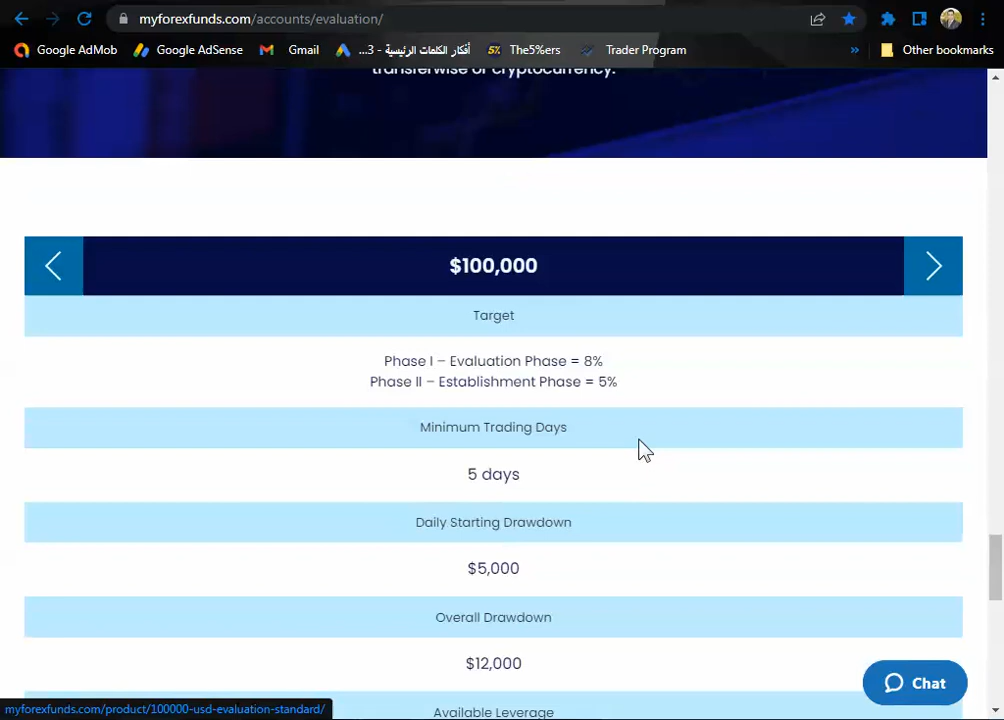 myforexfunds.com/accounts/evaluation/
Google AdMob
Google AdSense
Gmail
أفكار الكلمات الرئيسية - 3...
5%
The5%ers
Trader Program
»
Other bookmarks
transferwise or cryptocurrency.
$100,000
Target
Phase I – Evaluation Phase = 8%
Phase II – Establishment Phase = 5%
Minimum Trading Days
5 days
Daily Starting Drawdown
$5,000
Overall Drawdown
$12,000
Chat
Available Leverage
myforexfunds.com/product/100000-usd-evaluation-standard/